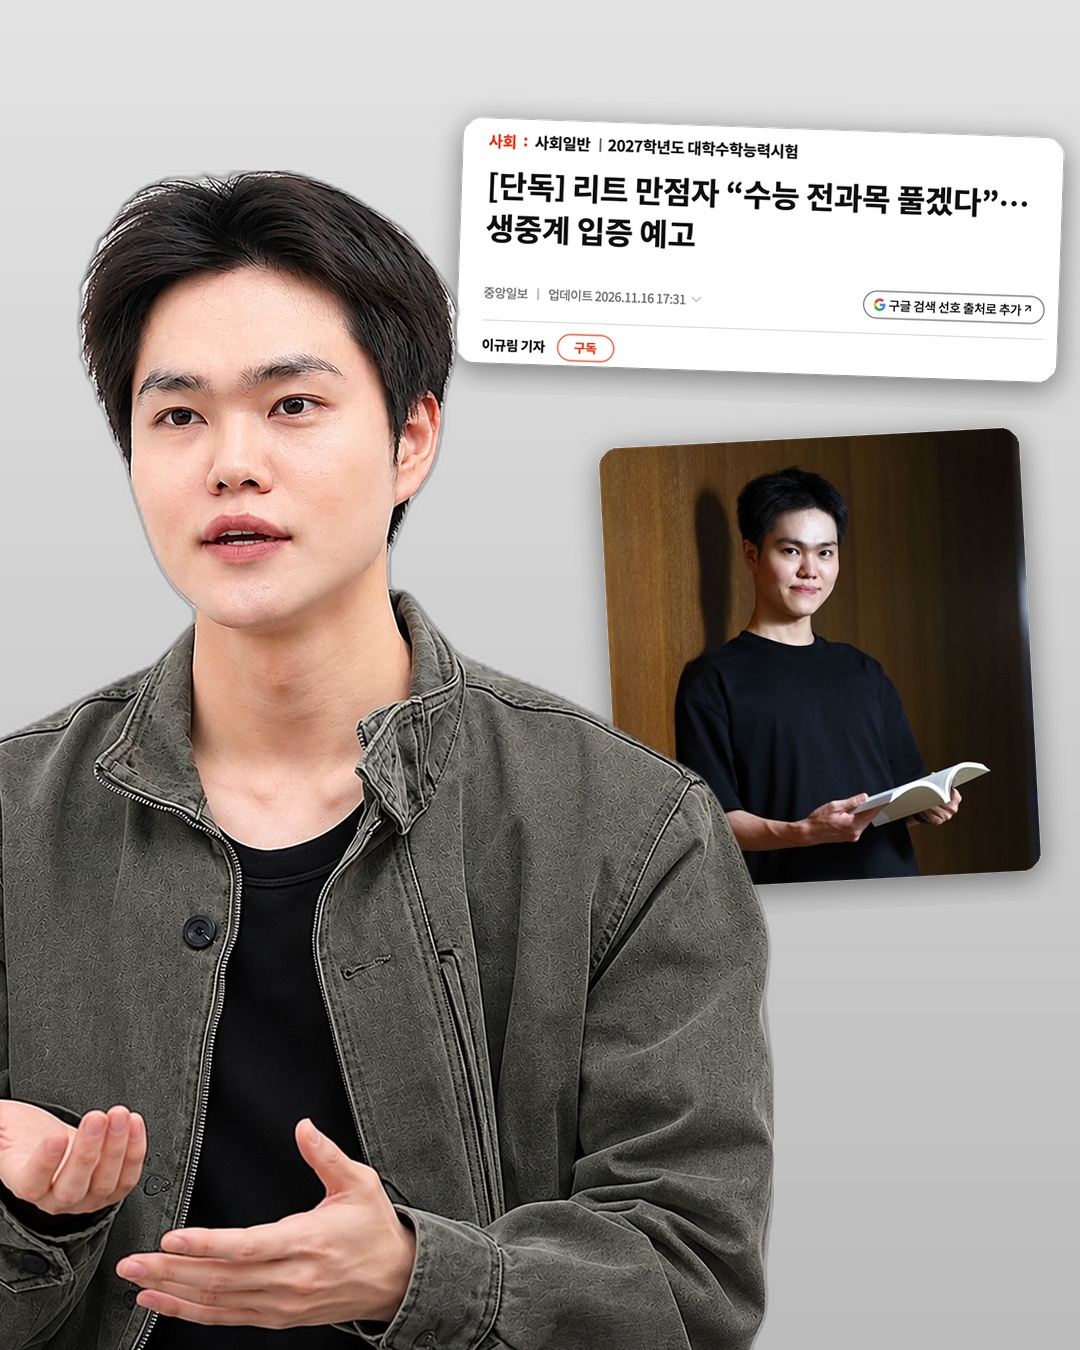 사회 : 사회일반 | 2027학년도 대학수학능력시험
[단독] 리트 만점자 “수능 전과목 풀겠다”…
생중계 입증 예고
중앙일보 | 업데이트 2026.11.16 17:31
구글 검색 선호 출처로 추가
이규림 기자 구독